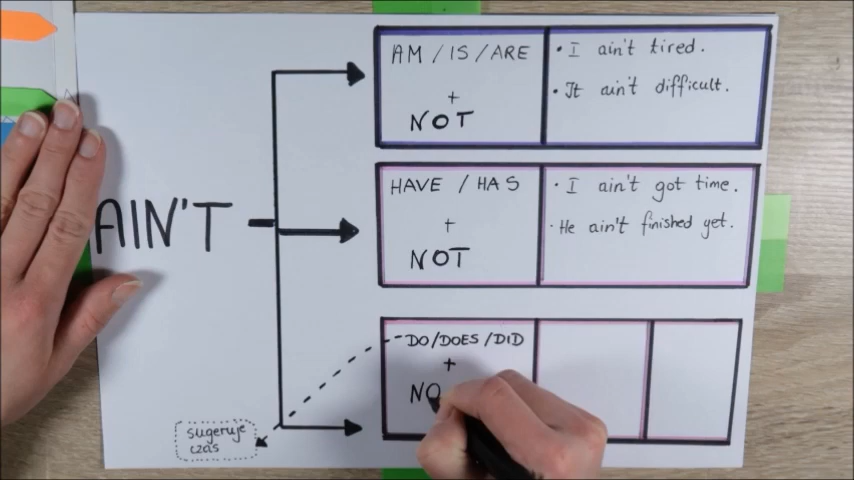 AIN'T
AM / IS / ARE
+
NOT
• I ain't tired.
• It ain't difficult.
HAVE / HAS
+
NOT
• I ain't got time.
• He ain't finished yet.
DO/DOES/DID
+
NO
sugeruje
czas